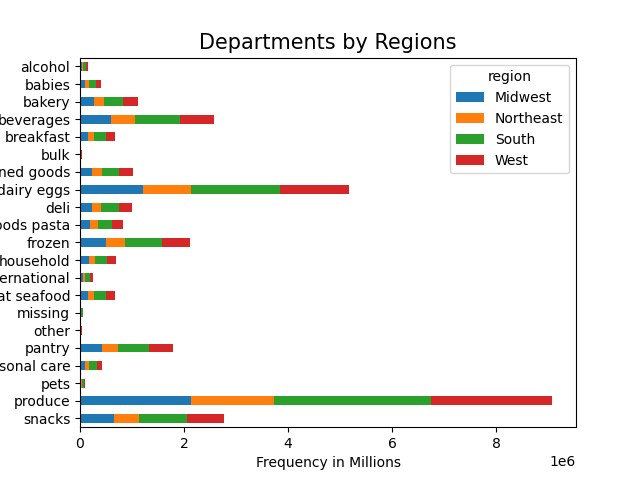 Departments by Regions
alcohol
babies
bakery
beverages
breakfast
bulk
ned goods
dairy eggs
deli
oods pasta
frozen
household
ernational
at seafood
missing
other
pantry
sonal care
pets
produce
snacks
region
Midwest
Northeast
South
West
0 2 4 6 8
1e6
Frequency in Millions